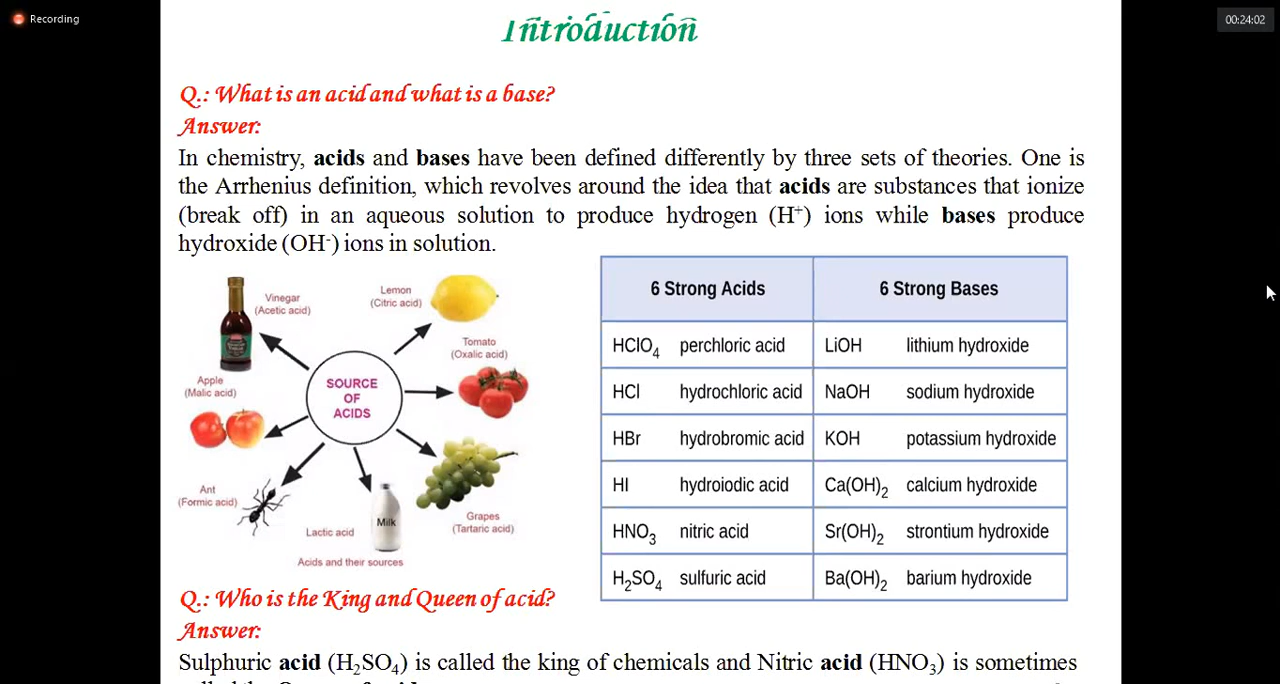 Recording
00:24:02
Introduction
Q.: What is an acid and what is a base?
Answer:
In chemistry, acids and bases have been defined differently by three sets of theories. One is
the Arrhenius definition, which revolves around the idea that acids are substances that ionize
(break off) in an aqueous solution to produce hydrogen (H⁺) ions while bases produce
hydroxide (OH⁻) ions in solution.
Vinegar
(Acetic acid)
Lemon
(Citric acid)
Tomato
(Oxalic acid)
Apple
(Malic acid)
SOURCE
OF
ACIDS
Ant
(Formic acid)
Lactic acid
Milk
Grapes
(Tartaric acid)
Acids and their sources
6 Strong Acids 6 Strong Bases
HClO₄ perchloric acid LiOH lithium hydroxide
HCl hydrochloric acid NaOH sodium hydroxide
HBr hydrobromic acid KOH potassium hydroxide
HI hydroiodic acid Ca(OH)₂ calcium hydroxide
HNO₃ nitric acid Sr(OH)₂ strontium hydroxide
H₂SO₄ sulfuric acid Ba(OH)₂ barium hydroxide
Q.: Who is the King and Queen of acid?
Answer:
Sulphuric acid (H₂SO₄) is called the king of chemicals and Nitric acid (HNO₃) is sometimes